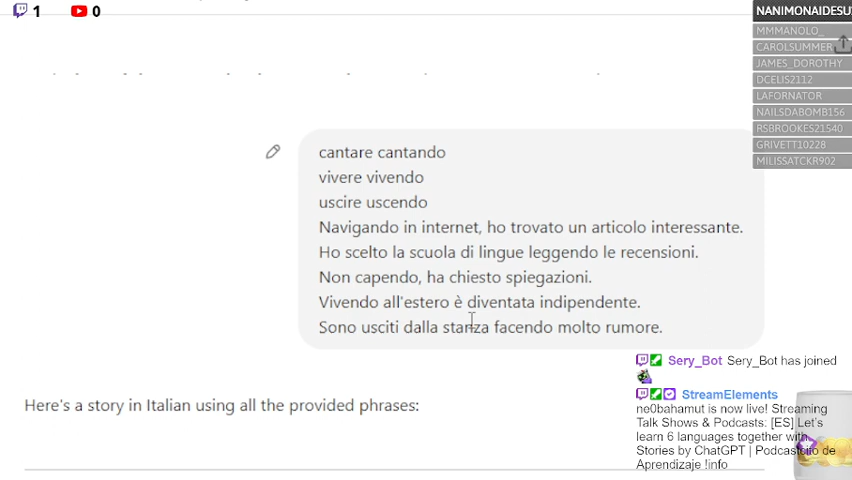 1
0
NANIMONAIDESU
MMMANOLO_
CAROLSUMMER
JAMES_DOROTHY
DCELIS2112
LAFORNATOR
NAILSDABOMB156
RSBROOKES21540
GRIVETT10228
MILISSATCKR902
cantare cantando
vivere vivendo
uscire uscendo
Navigando in internet, ho trovato un articolo interessante.
Ho scelto la scuola di lingue leggendo le recensioni.
Non capendo, ha chiesto spiegazioni.
Vivendo all'estero è diventata indipendente.
Sono usciti dalla stanza facendo molto rumore.
Here's a story in Italian using all the provided phrases:
Sery_Bot Sery_Bot has joined
StreamElements
ne0bahamut is now live! Streaming
Talk Shows & Podcasts: [ES] Let's
learn 6 languages together with
Stories by ChatGPT | Podcastcito de
Aprendizaje !info